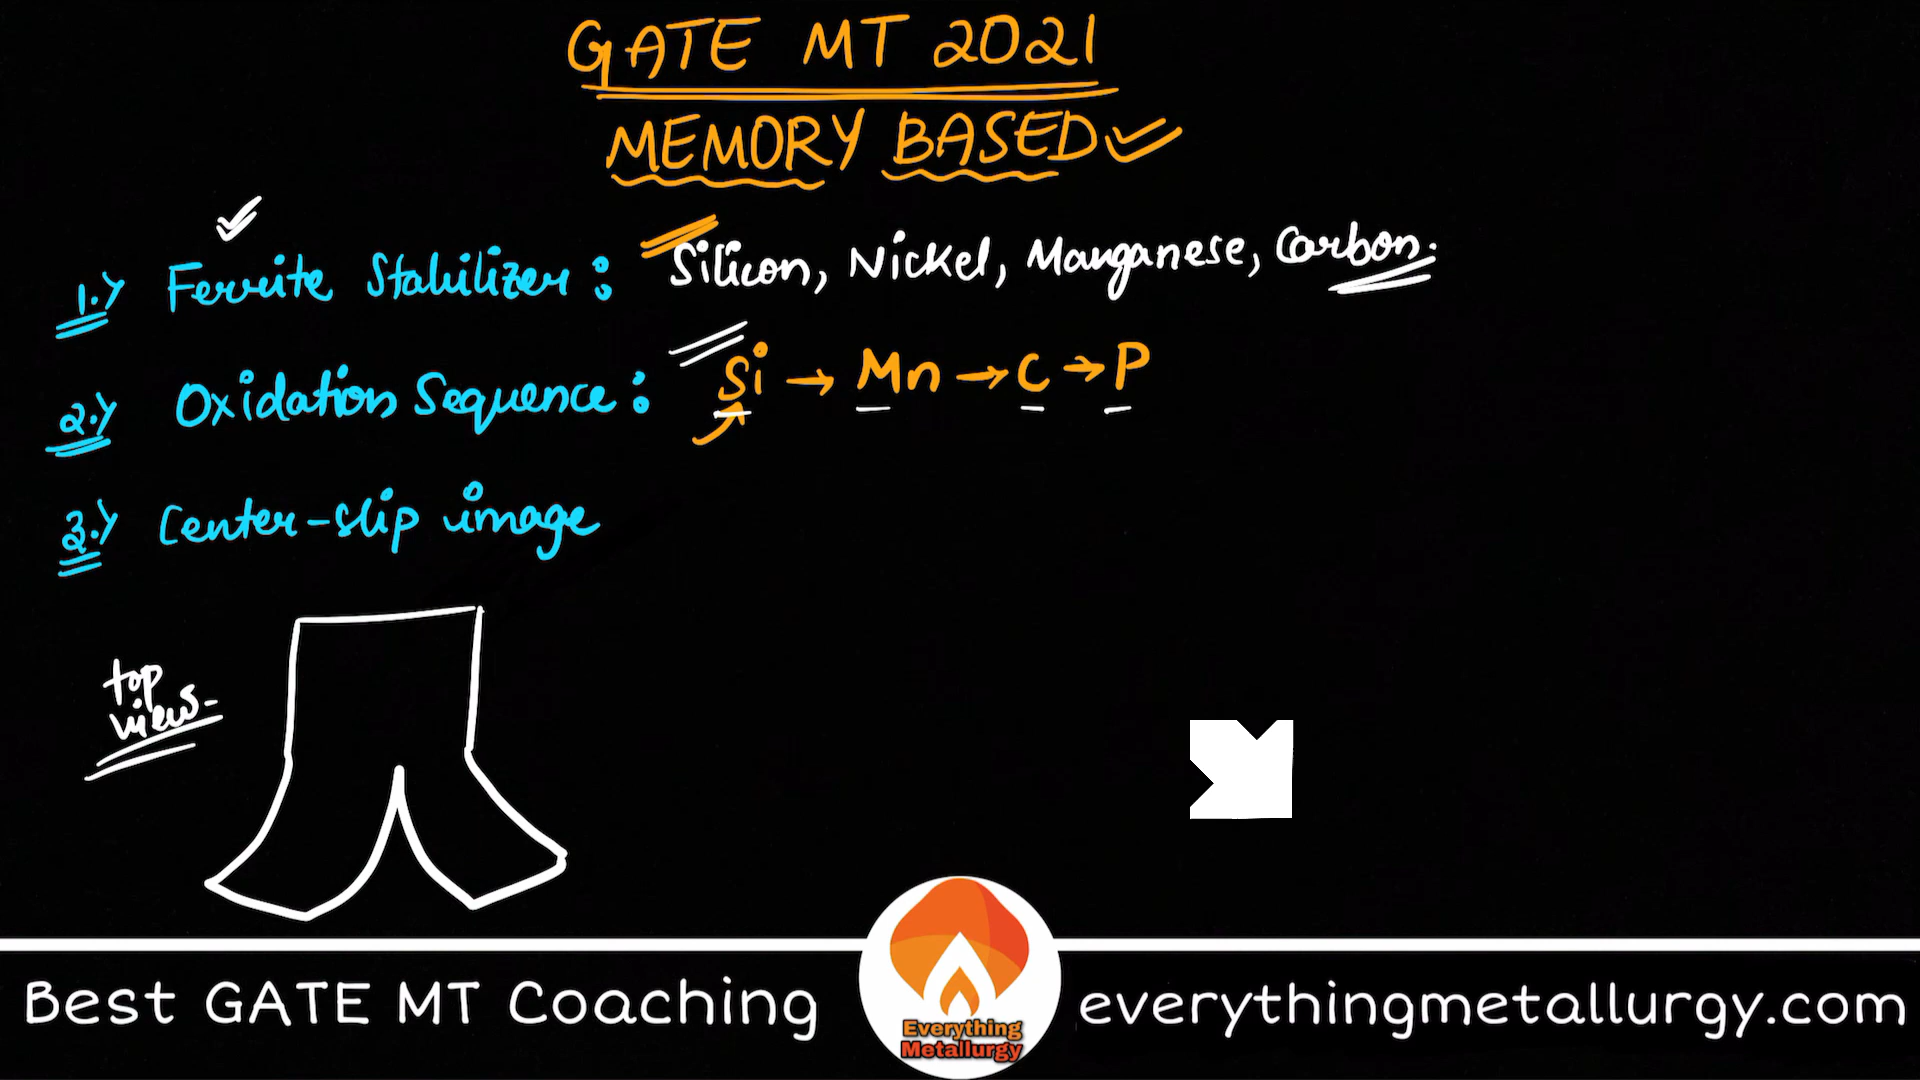 GATE MT 2021
MEMORY BASED
1.) Ferrite Stabilizer: Silicon, Nickel, Manganese, Carbon.
2.) Oxidation Sequence: Si → Mn → C → P
3.) Center-slip image
top
view
Best GATE MT Coaching
Everything
Metallurgy
everythingmetallurgy.com